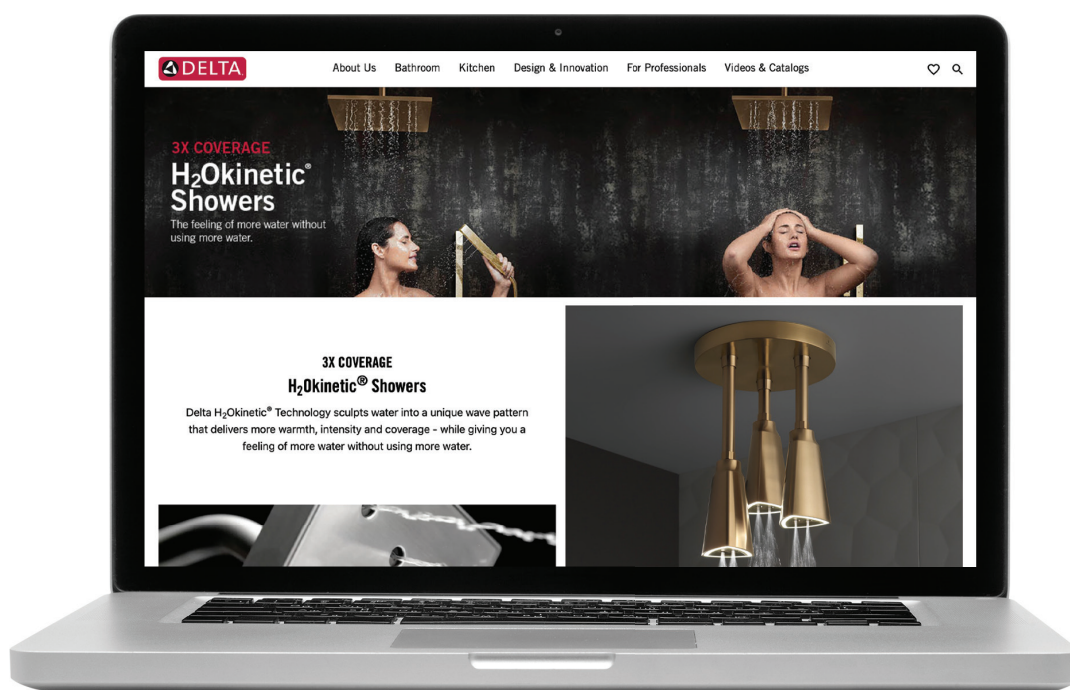 DELTA
About Us Bathroom Kitchen Design & Innovation For Professionals Videos & Catalogs
3X COVERAGE
H₂Okinetic®
Showers
The feeling of more water without
using more water.
3X COVERAGE
H₂Okinetic® Showers
Delta H₂Okinetic® Technology sculpts water into a unique wave pattern
that delivers more warmth, intensity and coverage - while giving you a
feeling of more water without using more water.